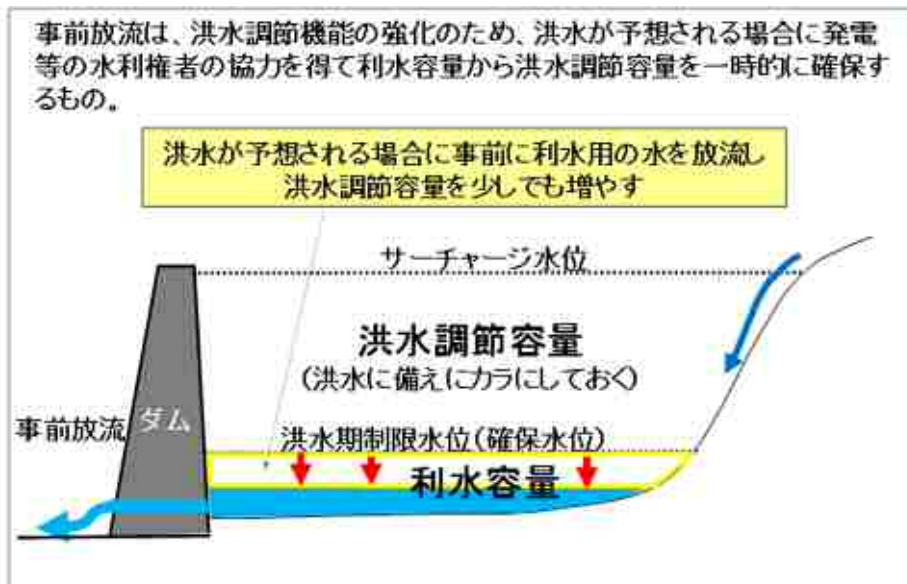 事前放流は、洪水調節機能の強化のため、洪水が予想される場合に発電
等の水利権者の協力を得て利水容量から洪水調節容量を一時的に確保す
るもの。
洪水が予想される場合に事前に利水用の水を放流し
洪水調節容量を少しでも増やす
サーチャージ水位
洪水調節容量
(洪水に備えにカラにしておく)
事前放流
ダム
洪水期制限水位(確保水位)
利水容量